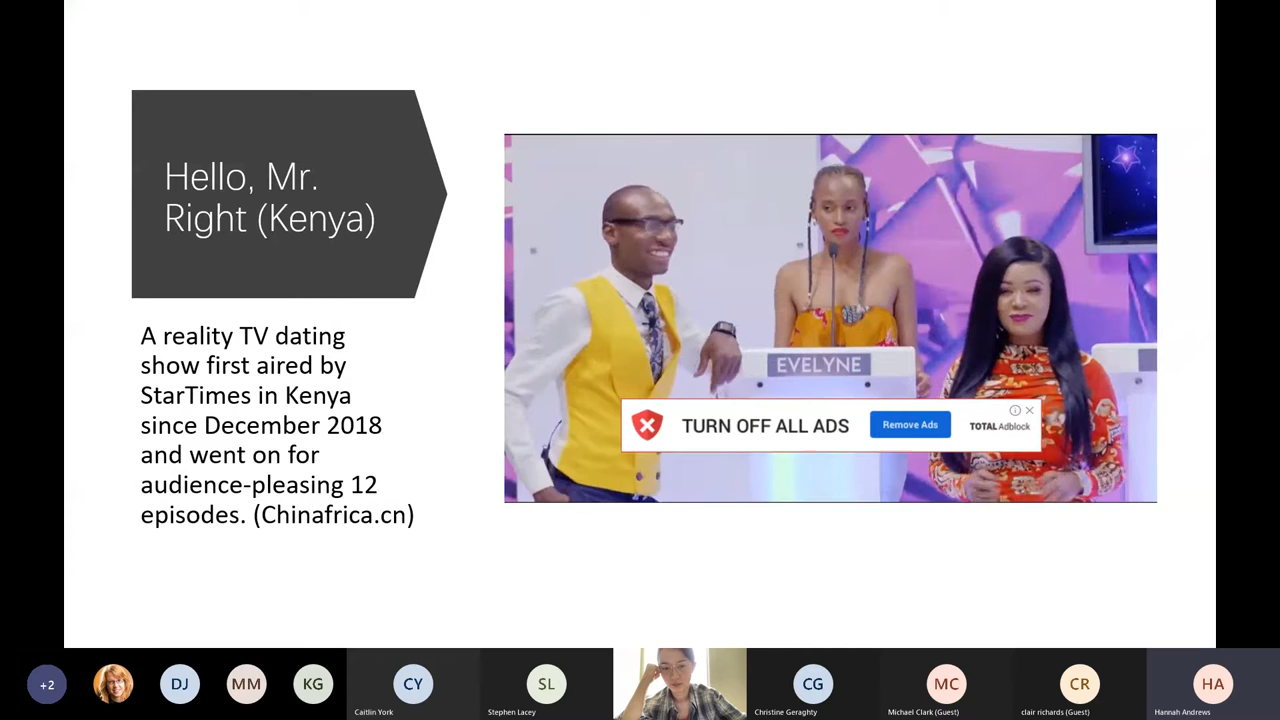 Hello, Mr.
Right (Kenya)
A reality TV dating
show first aired by
StarTimes in Kenya
since December 2018
and went on for
audience-pleasing 12
episodes. (Chinafrica.cn)
EVELYNE
TURN OFF ALL ADS
Remove Ads
TOTAL Adblock
+2
DJ
MM
KG
CY
Caitlin York
SL
Stephen Lacey
CG
Christine Geraghty
MC
Michael Clark (Guest)
CR
clair richards (Guest)
HA
Hannah Andrews